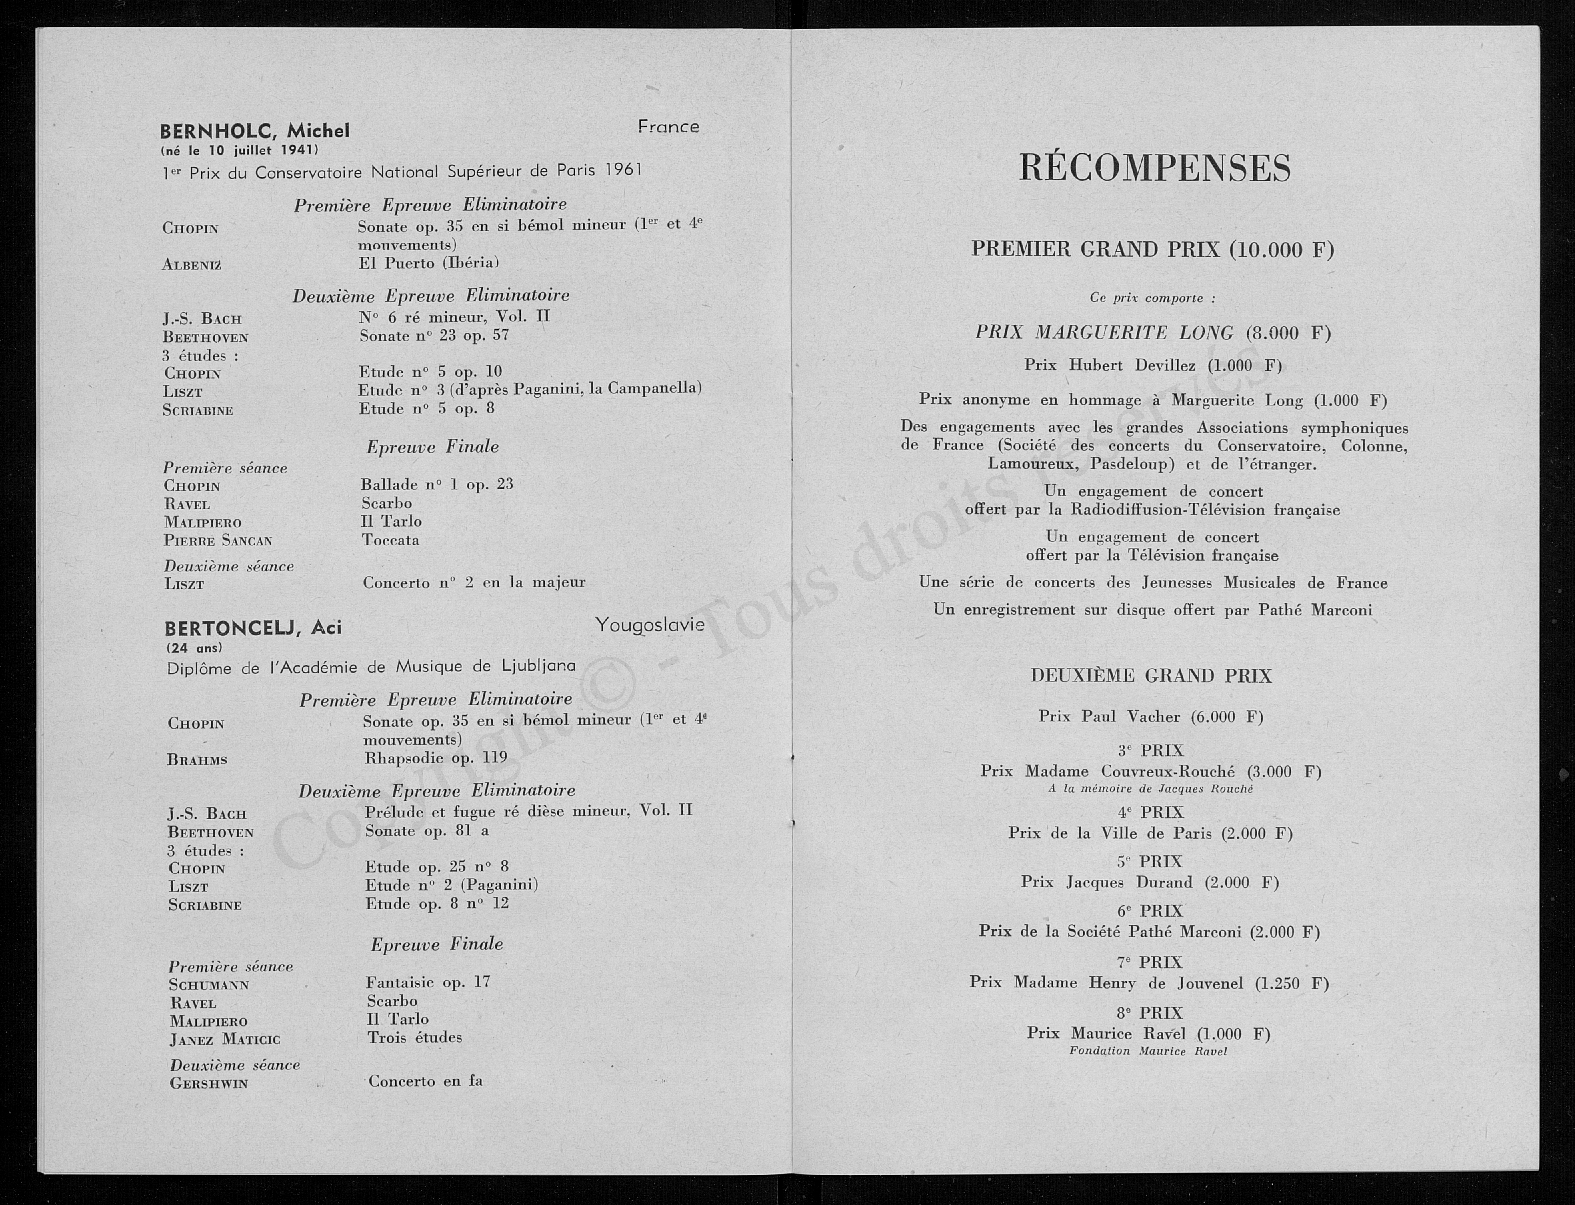 BERNHOLC, Michel France
(né le 10 juillet 1941)
1er Prix du Conservatoire National Supérieur de Paris 1961
Première Epreuve Eliminatoire
CHOPIN Sonate op. 35 en si bémol mineur (1er et 4e
mouvements)
ALBENIZ El Puerto (Ibéria)
Deuxième Epreuve Eliminatoire
J.-S. BACH N° 6 ré mineur, Vol. II
BEETHOVEN Sonate n° 23 op. 57
3 études :
CHOPIN Etude n° 5 op. 10
LISZT Etude n° 3 (d'après Paganini, la Campanella)
SCRIABINE Etude n° 5 op. 8
Epreuve Finale
Première séance
CHOPIN Ballade n° 1 op. 23
RAVEL Scarbo
MALIPIERO Il Tarlo
PIERRE SANCAN Toccata
Deuxième séance
LISZT Concerto n° 2 en la majeur
BERTONCELJ, Aci Yougoslavie
(24 ans)
Diplôme de l'Académie de Musique de Ljubljana
Première Epreuve Eliminatoire
CHOPIN Sonate op. 35 en si bémol mineur (1er et 4e
mouvements)
BRAHMS Rhapsodie op. 119
Deuxième Epreuve Eliminatoire
J.-S. BACH Prélude et fugue ré dièse mineur, Vol. II
BEETHOVEN Sonate op. 81 a
3 études :
CHOPIN Etude op. 25 n° 8
LISZT Etude n° 2 (Paganini)
SCRIABINE Etude op. 8 n° 12
Epreuve Finale
Première séance
SCHUMANN Fantaisie op. 17
RAVEL Scarbo
MALIPIERO Il Tarlo
JANEZ MATICIC Trois études
Deuxième séance
GERSHWIN Concerto en fa
RÉCOMPENSES
PREMIER GRAND PRIX (10.000 F)
Ce prix comporte :
PRIX MARGUERITE LONG (8.000 F)
Prix Hubert Devillez (1.000 F)
Prix anonyme en hommage à Marguerite Long (1.000 F)
Des engagements avec les grandes Associations symphoniques
de France (Société des concerts du Conservatoire, Colonne,
Lamoureux, Pasdeloup) et de l'étranger.
Un engagement de concert
offert par la Radiodiffusion-Télévision française
Un engagement de concert
offert par la Télévision française
Une série de concerts des Jeunesses Musicales de France
Un enregistrement sur disque offert par Pathé Marconi
DEUXIÈME GRAND PRIX
Prix Paul Vacher (6.000 F)
3e PRIX
Prix Madame Couvreux-Rouché (3.000 F)
A la mémoire de Jacques Rouché
4e PRIX
Prix de la Ville de Paris (2.000 F)
5e PRIX
Prix Jacques Durand (2.000 F)
6e PRIX
Prix de la Société Pathé Marconi (2.000 F)
7e PRIX
Prix Madame Henry de Jouvenel (1.250 F)
8e PRIX
Prix Maurice Ravel (1.000 F)
Fondation Maurice Ravel
Copyright © - Tous droits réservés